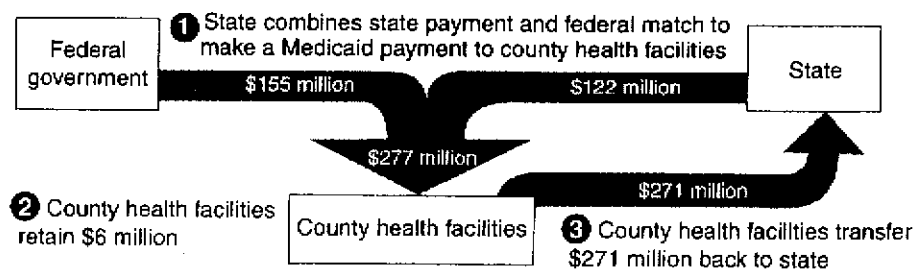 1 State combines state payment and federal match to
make a Medicaid payment to county health facilities
Federal
government
State
$155 million
$122 million
$277 million
$271 million
2 County health facilities
retain $6 million
County health facilities
3 County health facilities transfer
$271 million back to state